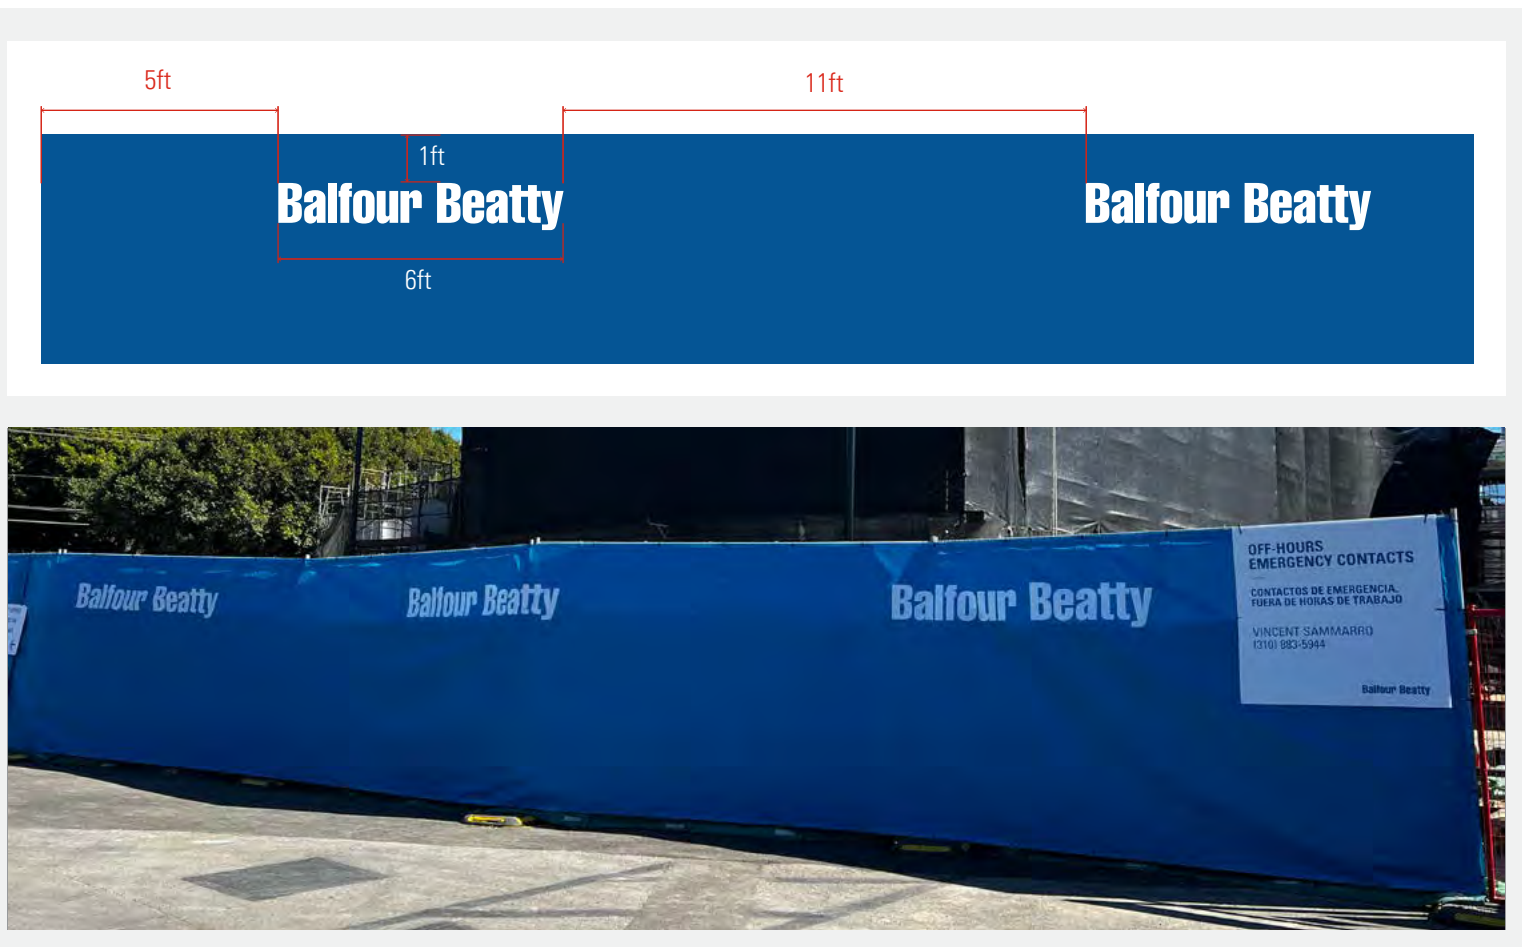 5ft
11ft
1ft
Balfour Beatty
Balfour Beatty
6ft
Balfour Beatty
Balfour Beatty
Balfour Beatty
OFF-HOURS
EMERGENCY CONTACTS
CONTACTOS DE EMERGENCIA.
FUERA DE HORAS DE TRABAJO
VINCENT SAMMARRO
(310) 883-5944
Balfour Beatty